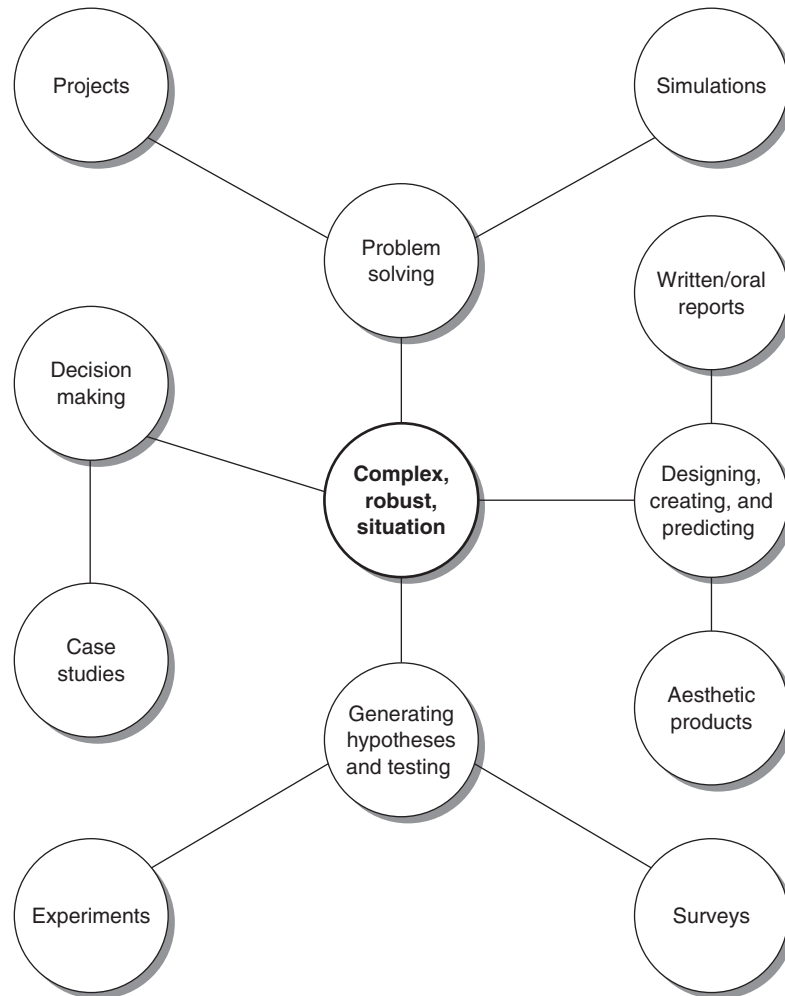 Projects
Simulations
Problem
solving
Written/oral
reports
Decision
making
Complex,
robust,
situation
Designing,
creating, and
predicting
Case
studies
Generating
hypotheses
and testing
Aesthetic
products
Experiments
Surveys